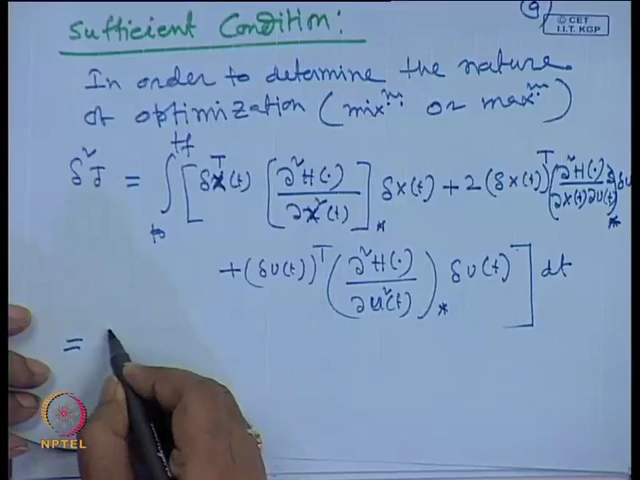 9
© CET
I.I.T. KGP
Sufficient Condition:
In order to determine the nature
of optimization (mixᵐ or maxᵐ)
δ²J = ∫_{t0}^{tf} [δxᵀ(t) [∂²H(.)/∂x²(t)]_* δx(t) + 2 (δx(t))ᵀ (∂²H(.)/∂x(t)∂u(t))_* δu
+ (δu(t))ᵀ (∂²H(.)/∂u²(t))_* δu(t)] dt
=
NPTEL